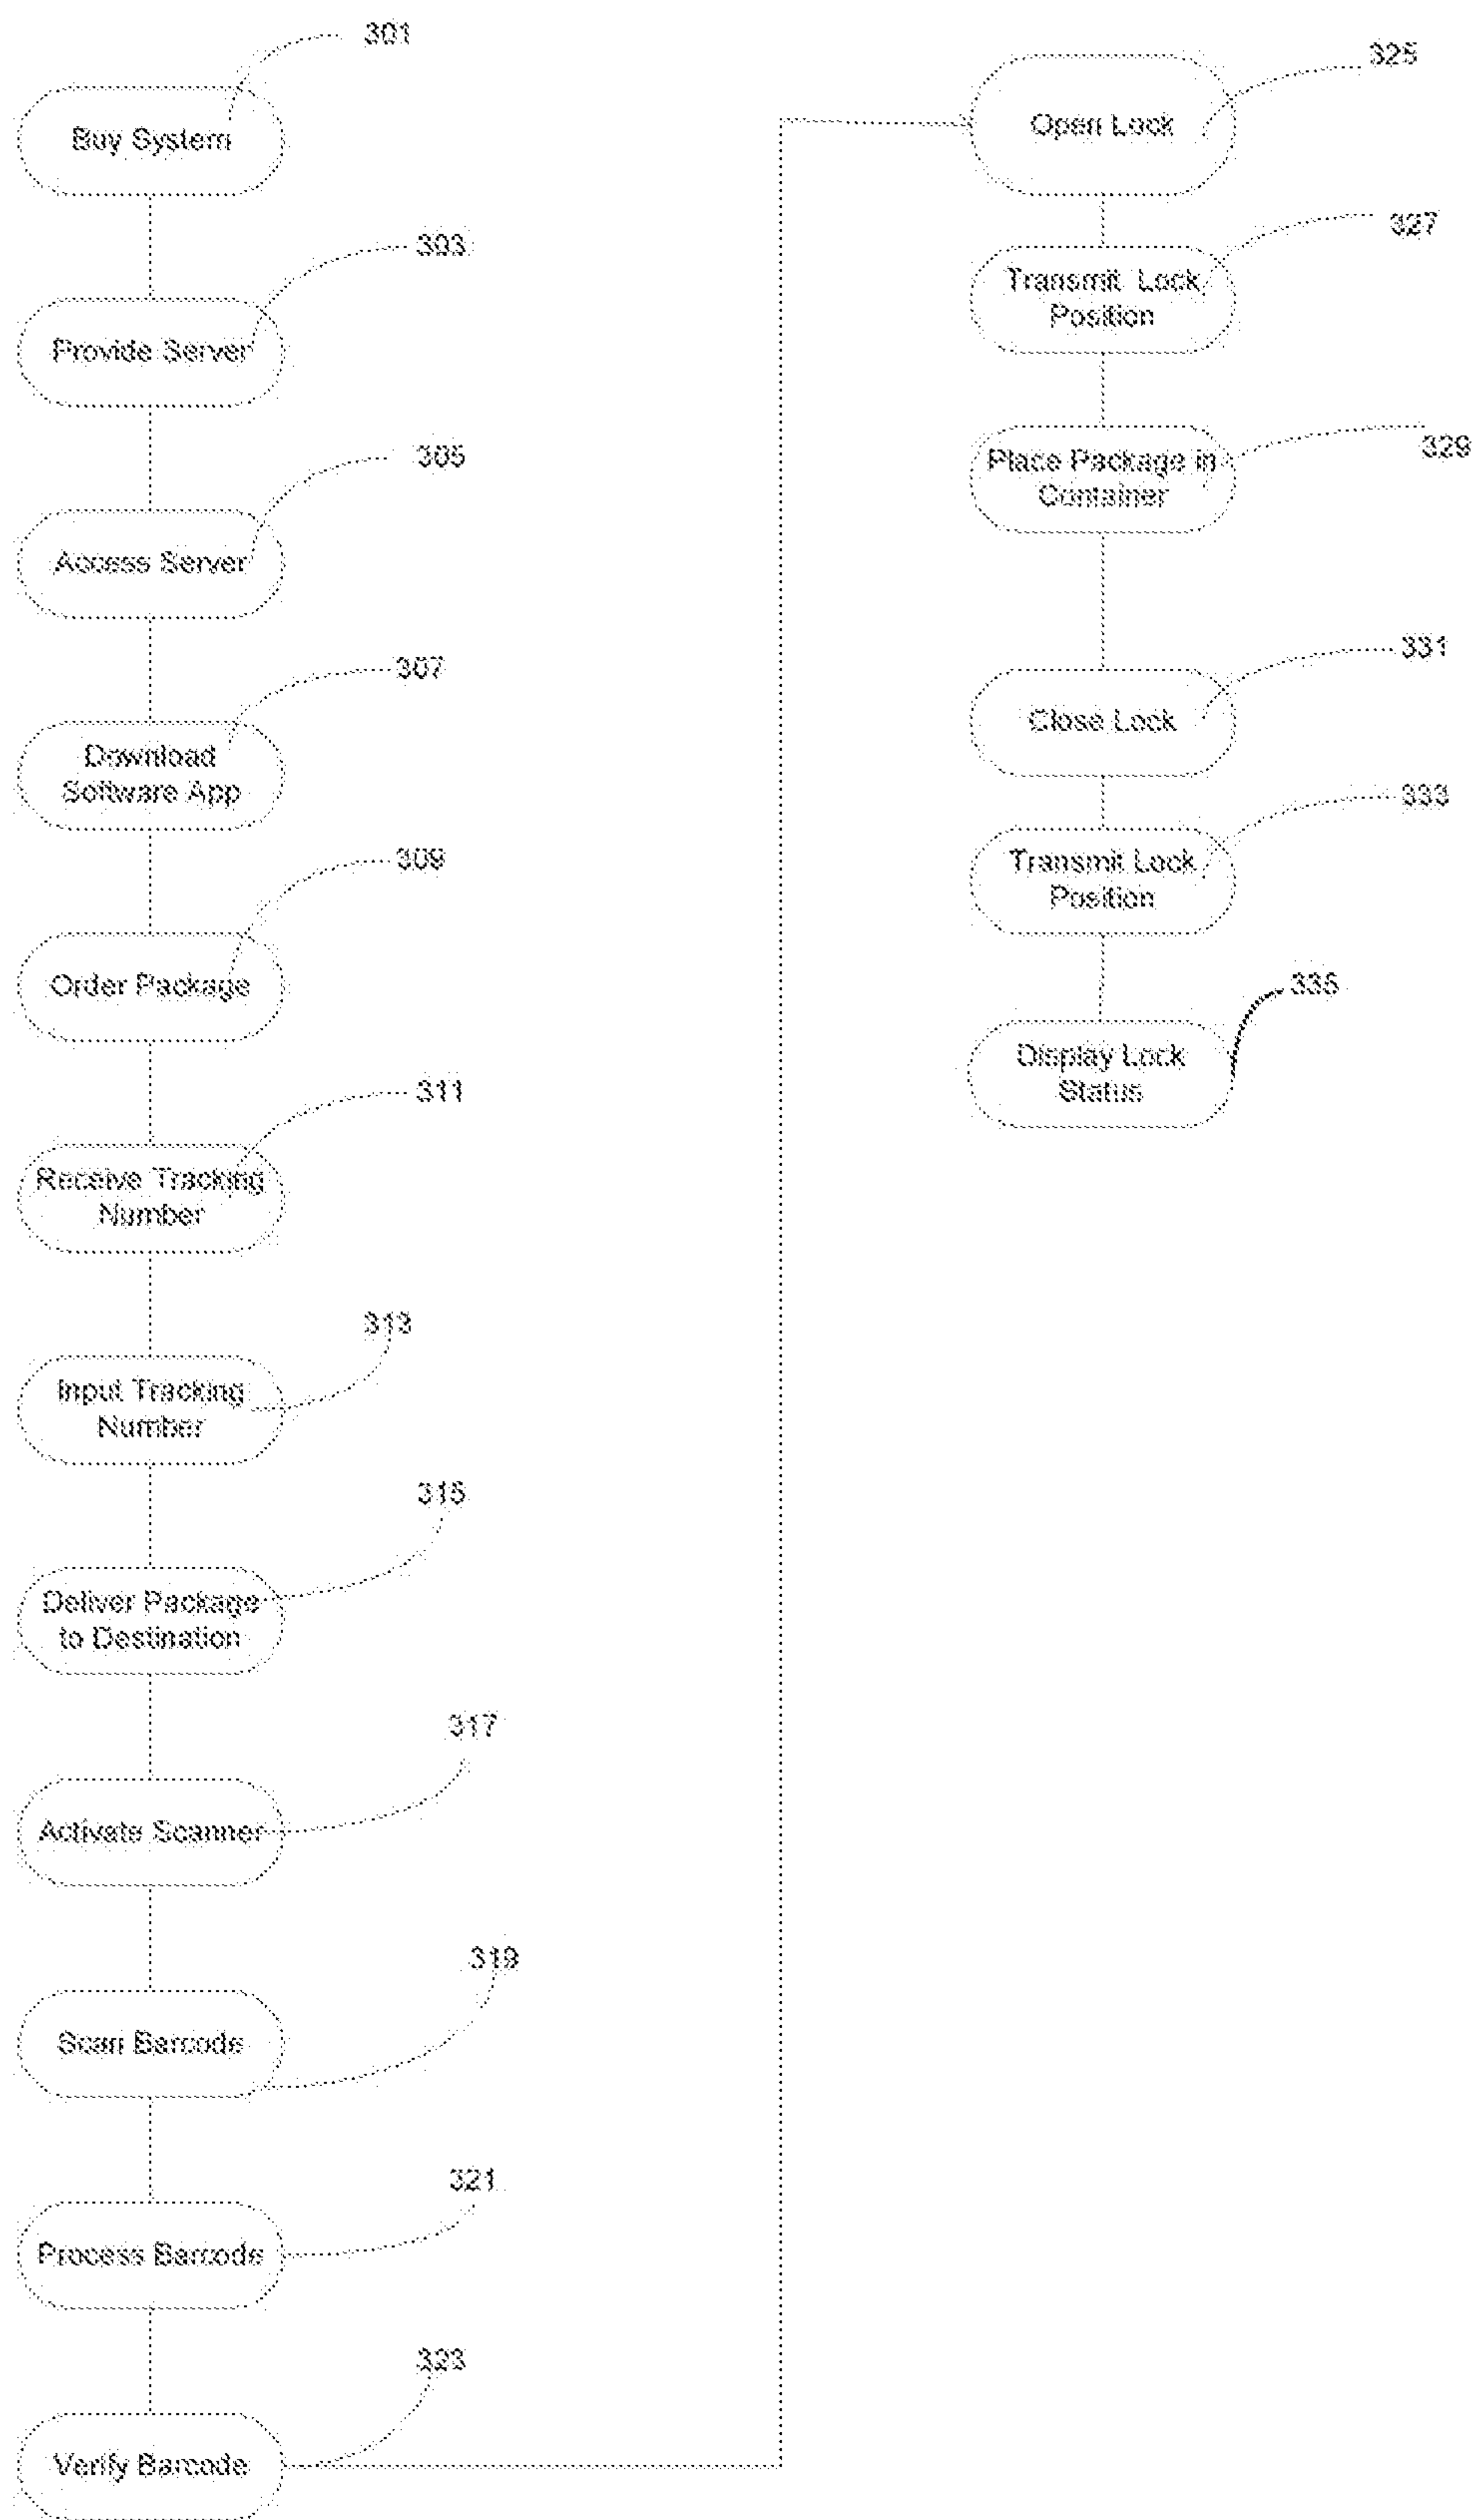 301
Buy System
303
Provide Server
305
Access Server
307
Download
Software App
309
Order Package
311
Receive Tracking
Number
313
Input Tracking
Number
315
Deliver Package
to Destination
317
Activate Scanner
319
Scan Barcode
321
Process Barcode
323
Verify Barcode
325
Open Lock
327
Transmit Lock
Position
329
Place Package in
Container
331
Close Lock
333
Transmit Lock
Position
335
Display Lock
Status